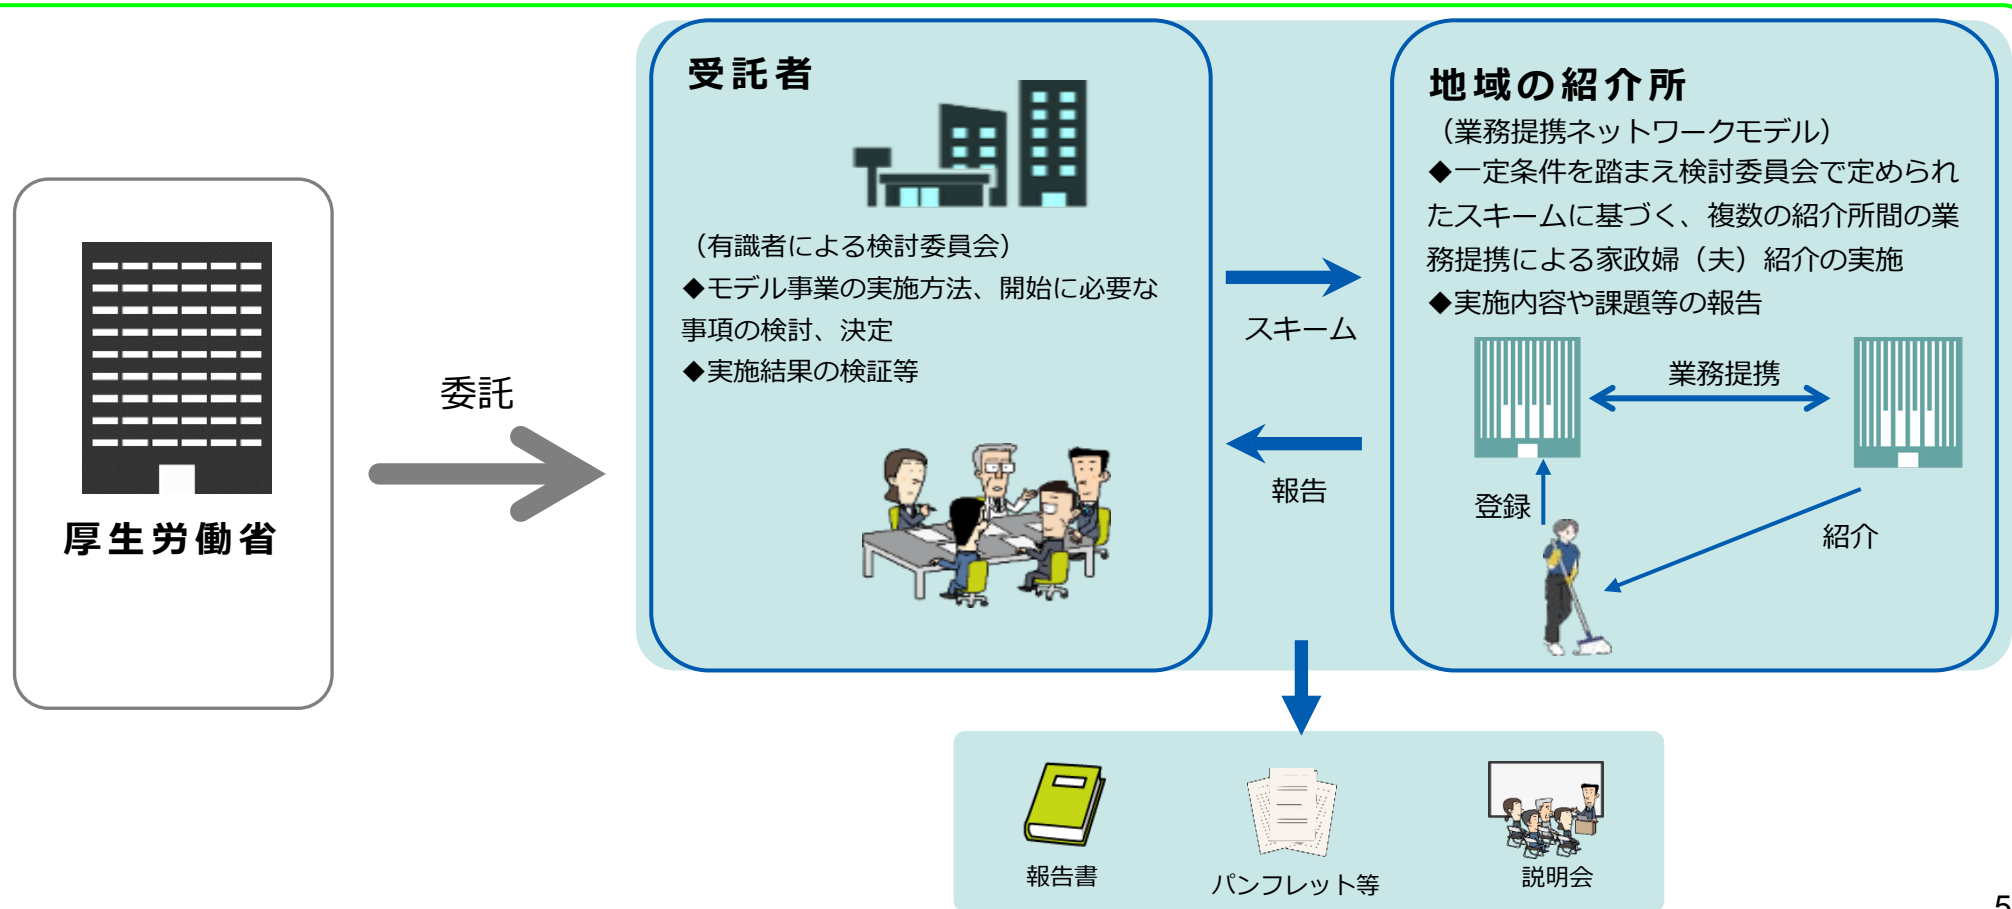 厚生労働省
委託
受託者
（有識者による検討委員会）
◆モデル事業の実施方法、開始に必要な
事項の検討、決定
◆実施結果の検証等
スキーム
報告
地域の紹介所
（業務提携ネットワークモデル）
◆一定条件を踏まえ検討委員会で定められ
たスキームに基づく、複数の紹介所間の業
務提携による家政婦（夫）紹介の実施
◆実施内容や課題等の報告
業務提携
登録
紹介
報告書
パンフレット等
説明会
5